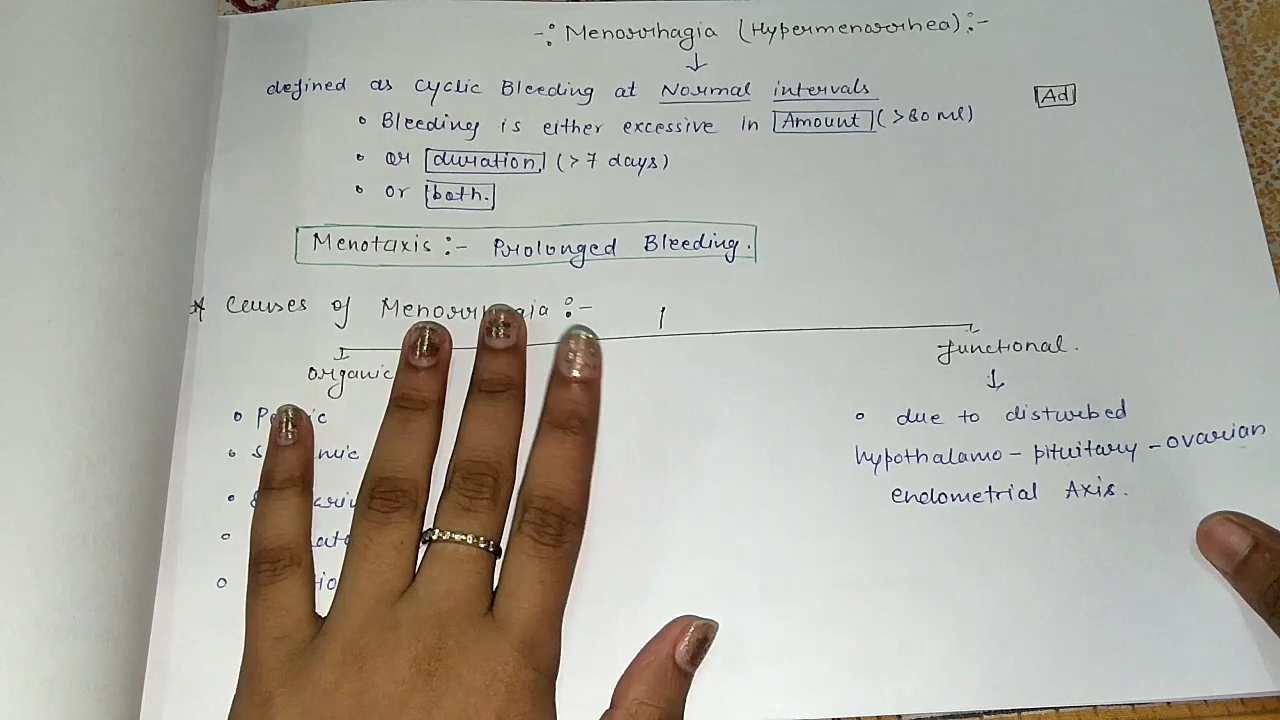 -: Menorrhagia (Hypermenorrhea):-
↓
defined as cyclic Bleeding at Normal intervals
Ad
• Bleeding is either excessive in Amount (>80 ml)
• or duration, (>7 days)
• or both.
Menotaxis :- Prolonged Bleeding.
* Causes of :-
organic
functional.
↓
• due to disturbed
hypothalamo - pituitary - ovarian
endometrial Axis.